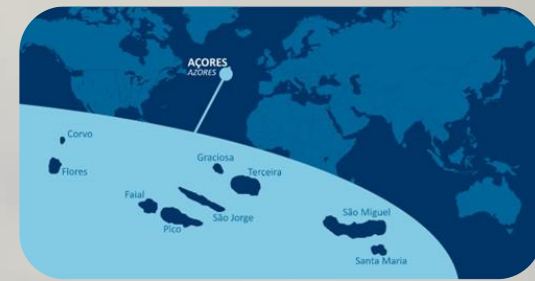 AÇORES
AZORES
Corvo
Flores
Graciosa
Terceira
Faial
Pico
São Jorge
São Miguel
Santa Maria